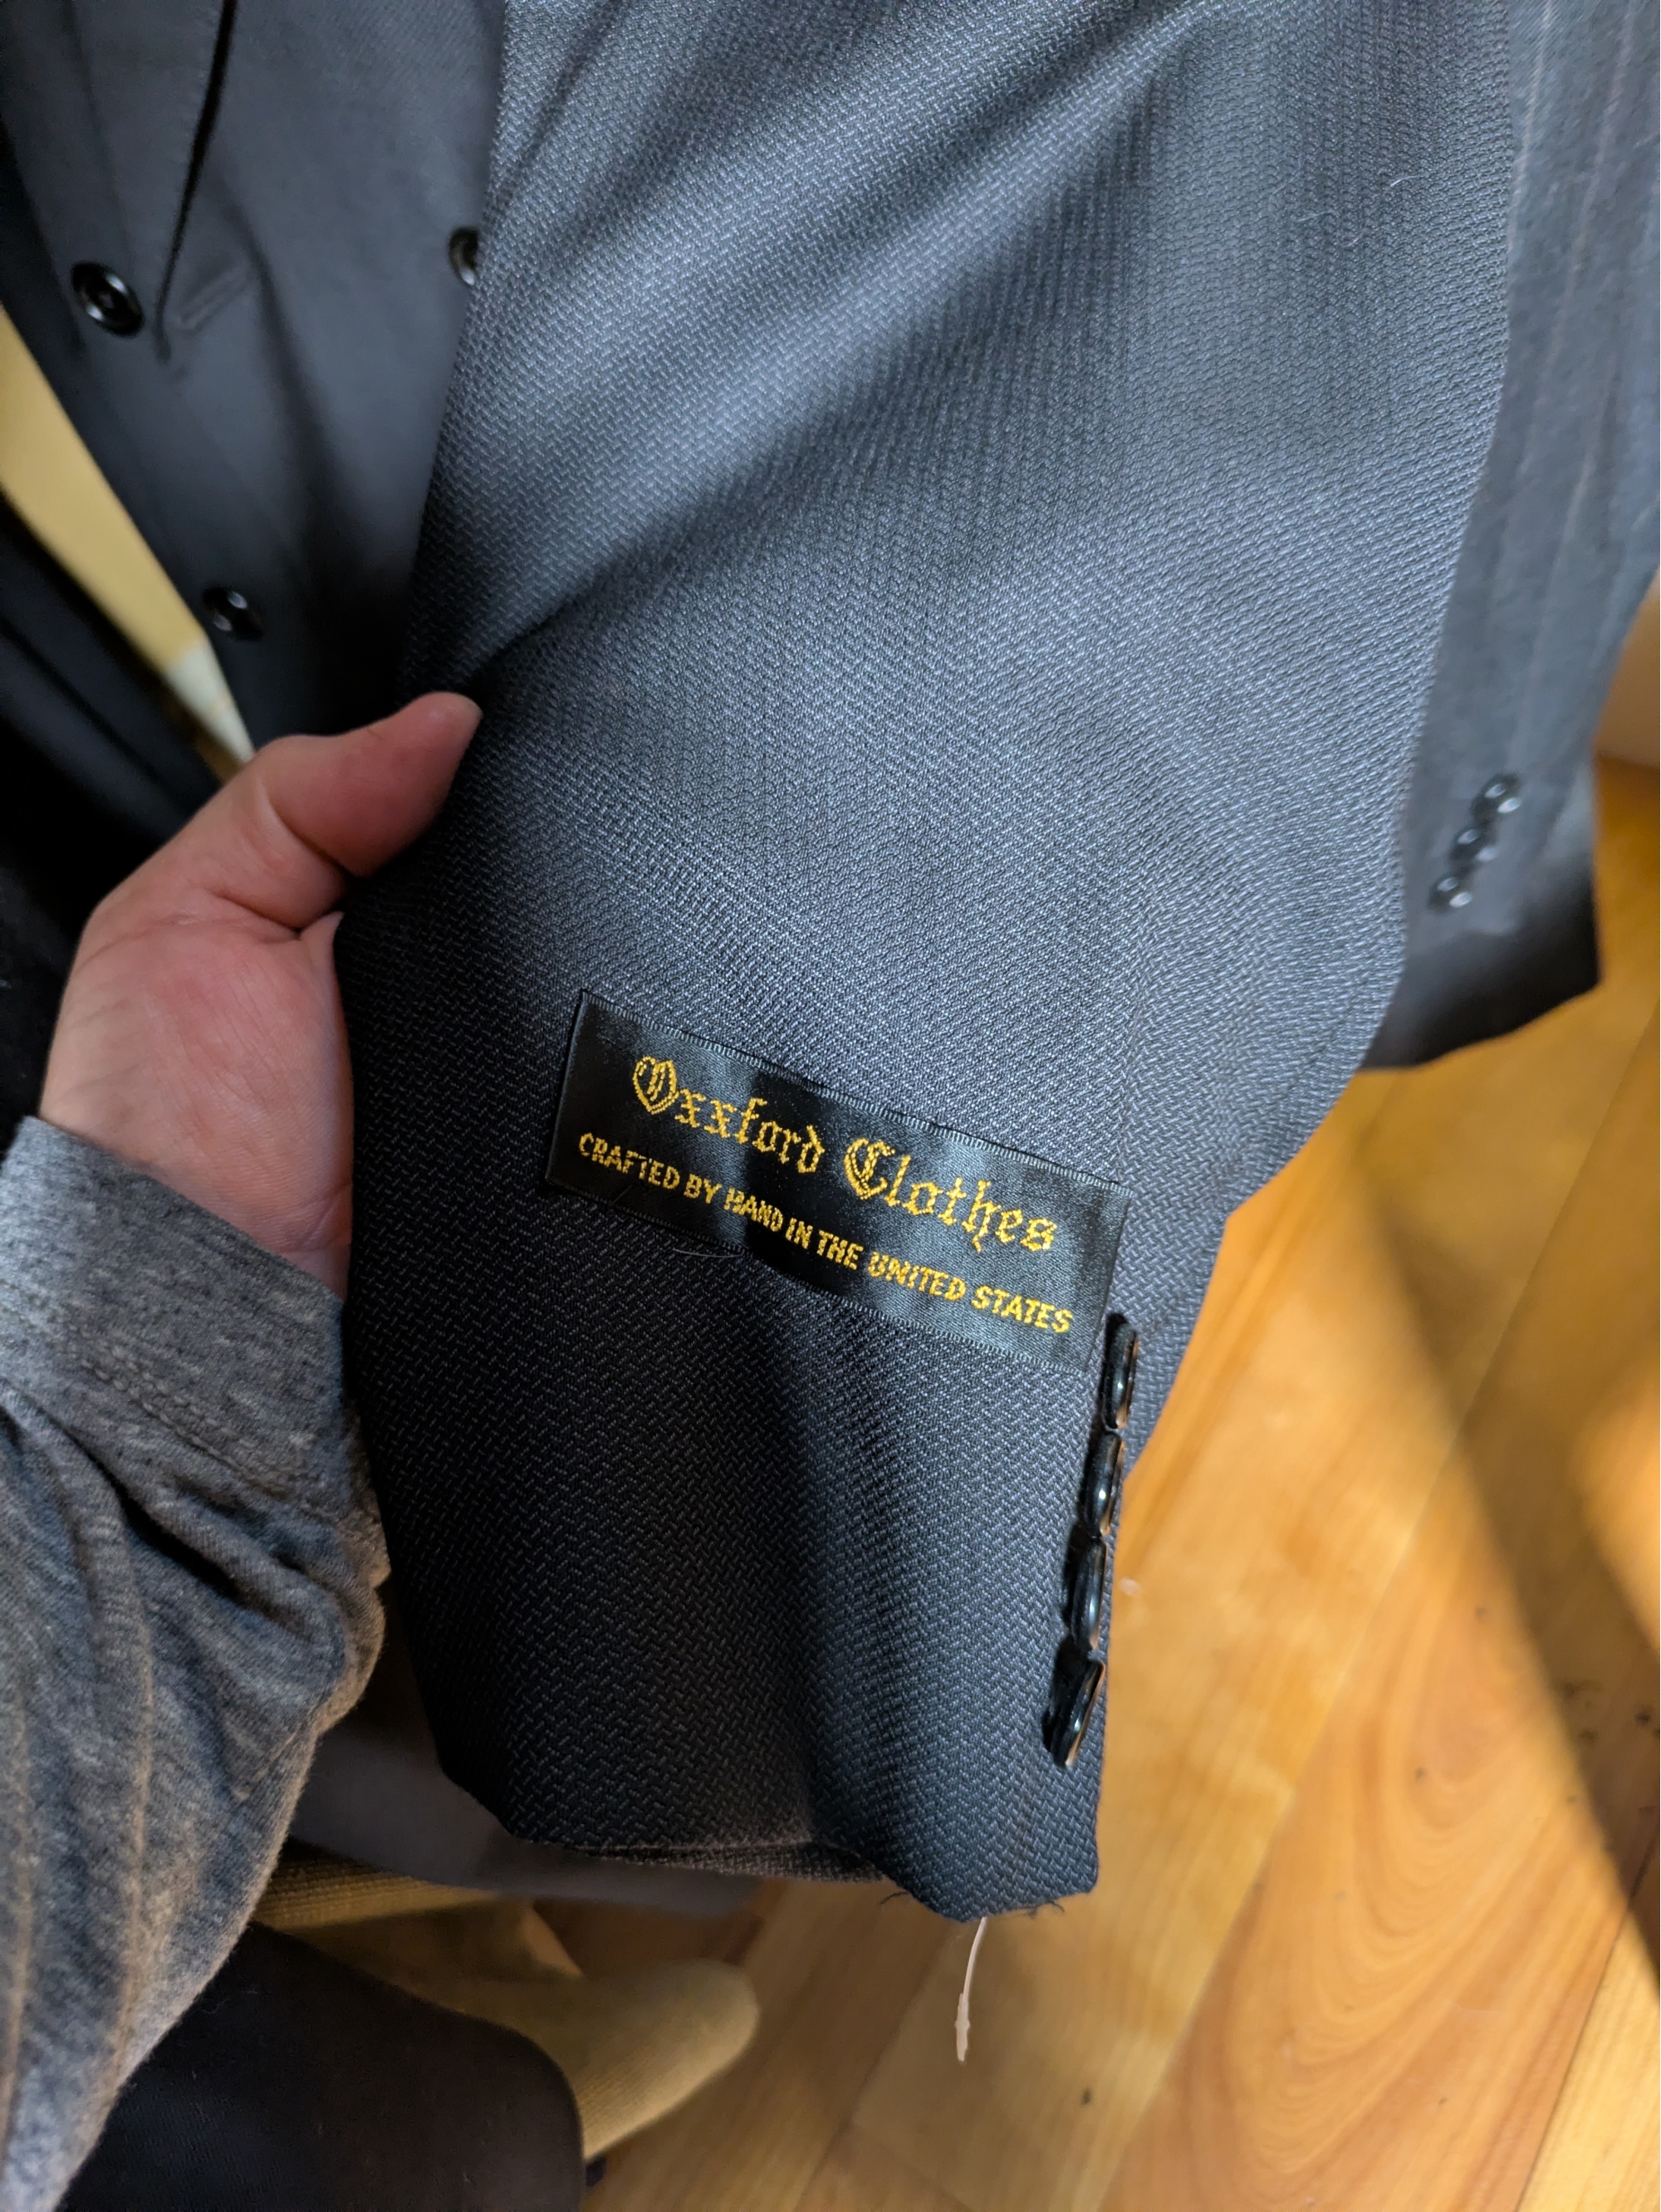 Oxxford Clothes
CRAFTED BY HAND IN THE UNITED STATES